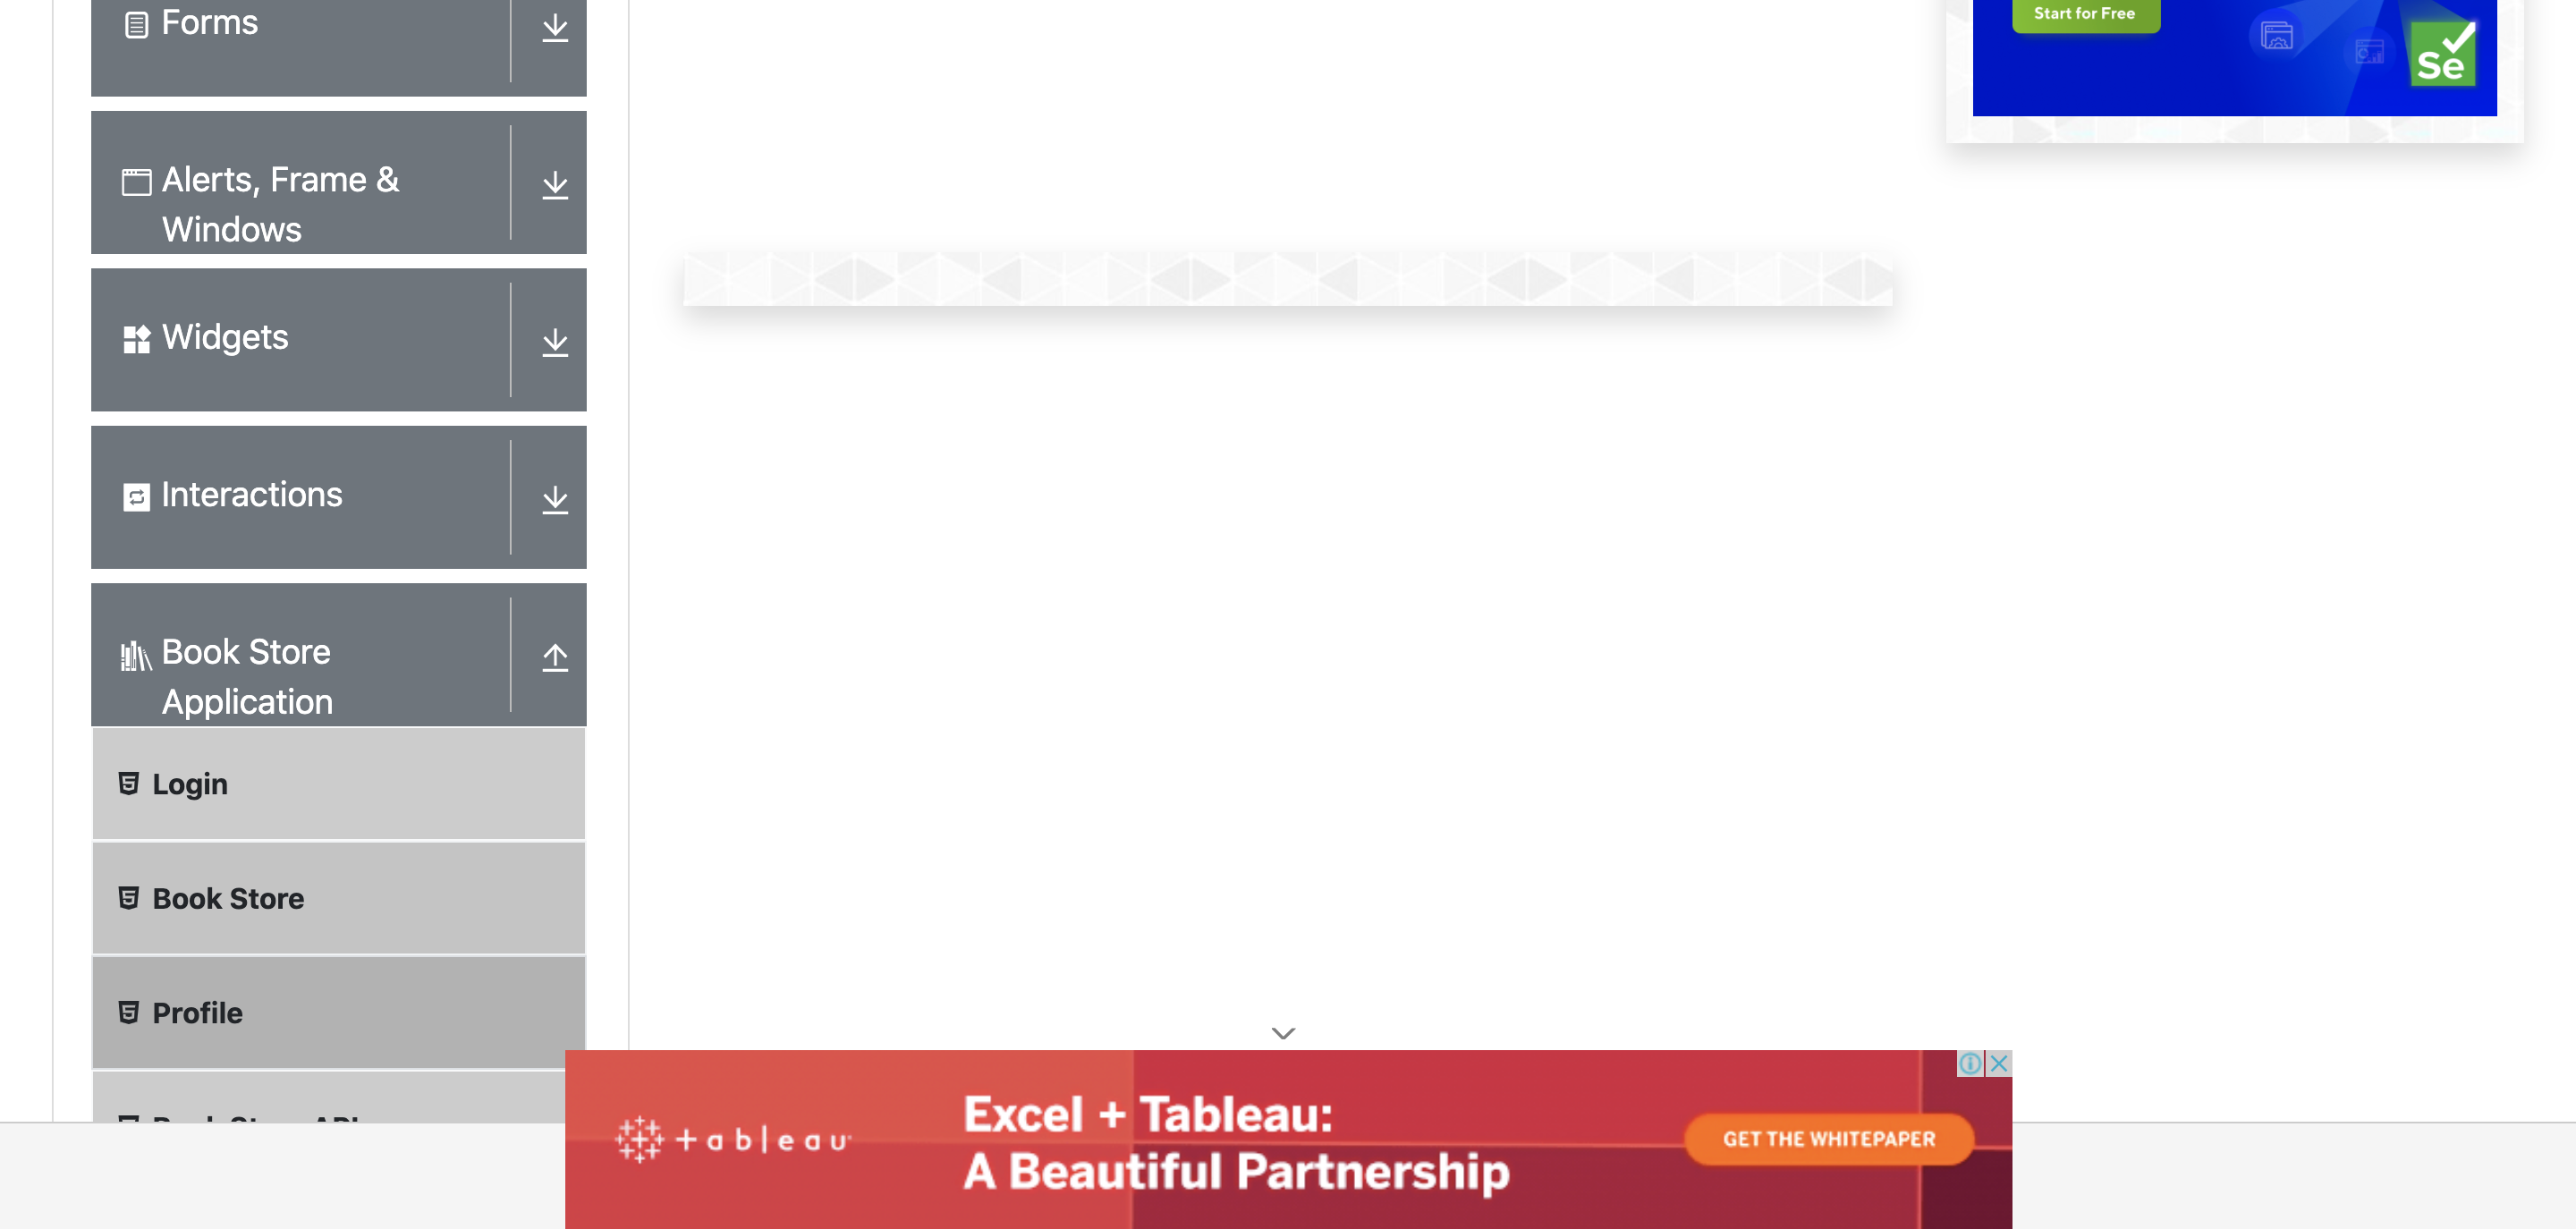 Forms
Alerts, Frame &
Windows
Widgets
Interactions
Book Store
Application
Login
Book Store
Profile
Start for Free
Se
+ableau
Excel + Tableau:
A Beautiful Partnership
GET THE WHITEPAPER